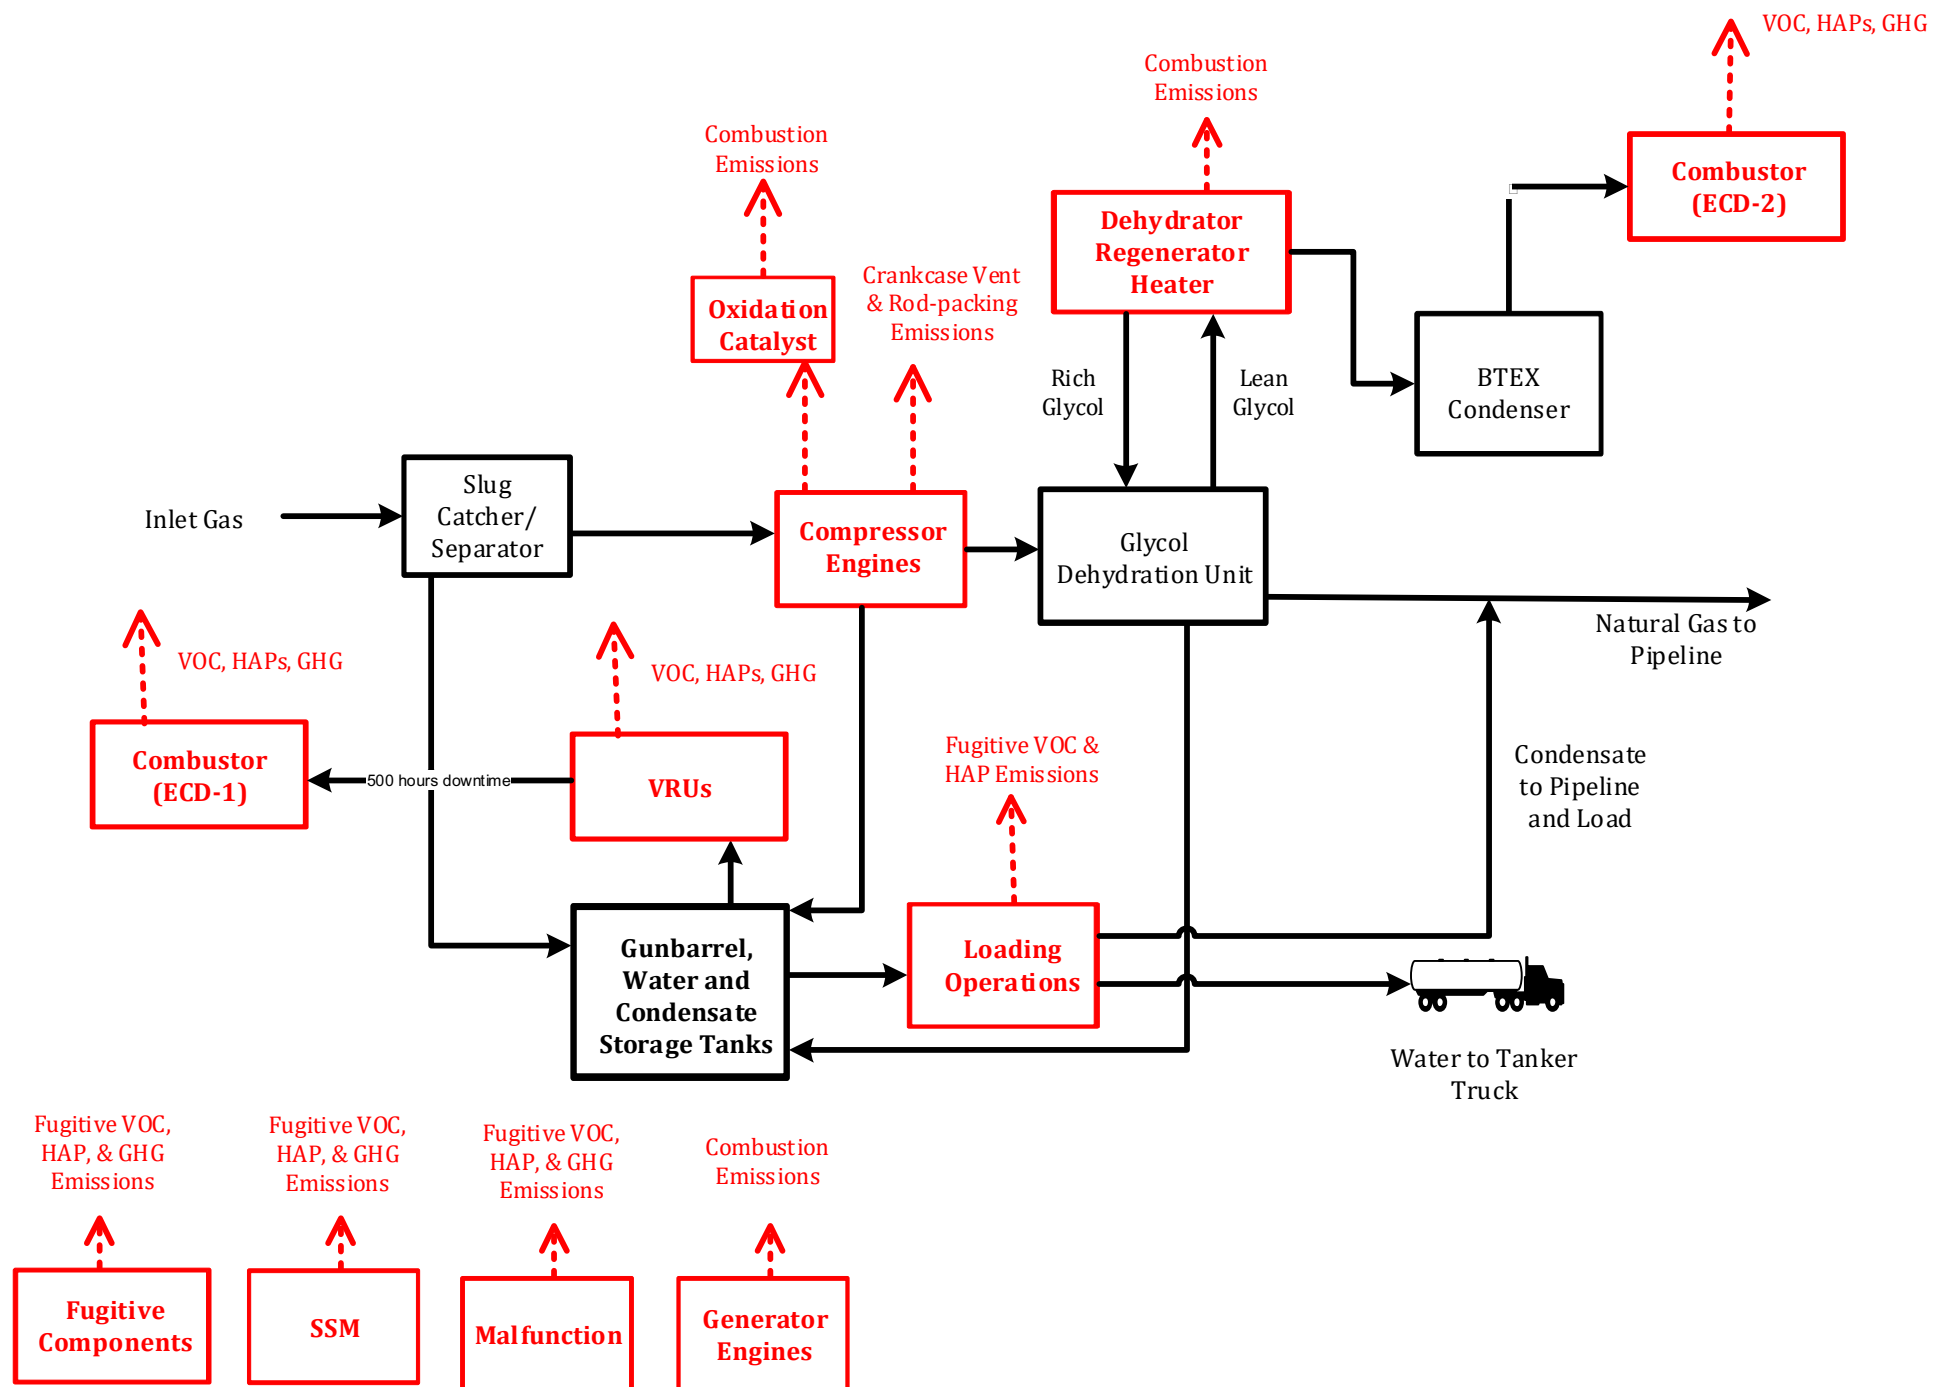 VOC, HAPs, GHG
Combustion
Emissions
Combustion
Emissions
Combustor
(ECD-2)
Dehydrator
Regenerator
Heater
Crankcase Vent
& Rod-packing
Emissions
Oxidation
Catalyst
Rich
Glycol
Lean
Glycol
BTEX
Condenser
Inlet Gas
Slug
Catcher/
Separator
Compressor
Engines
Glycol
Dehydration Unit
Natural Gas to
Pipeline
VOC, HAPs, GHG
VOC, HAPs, GHG
Combustor
(ECD-1)
500 hours downtime
VRUs
Fugitive VOC &
HAP Emissions
Condensate
to Pipeline
and Load
Gunbarrel,
Water and
Condensate
Storage Tanks
Loading
Operations
Water to Tanker
Truck
Fugitive VOC,
HAP, & GHG
Emissions
Fugitive VOC,
HAP, & GHG
Emissions
Fugitive VOC,
HAP, & GHG
Emissions
Combustion
Emissions
Fugitive
Components
SSM
Malfunction
Generator
Engines